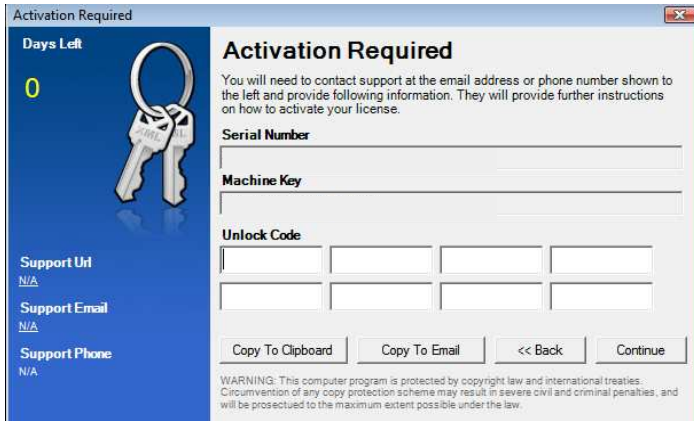 Activation Required
Days Left
0
XML
SL
Support Url
N/A
Support Email
N/A
Support Phone
N/A
Activation Required
You will need to contact support at the email address or phone number shown to
the left and provide following information. They will provide further instructions
on how to activate your license.
Serial Number
Machine Key
Unlock Code
Copy To Clipboard Copy To Email << Back Continue
WARNING: This computer program is protected by copyright law and international treaties.
Circumvention of any copy protection scheme may result in severe civil and criminal penalties, and
will be prosectued to the maximum extent possible under the law.